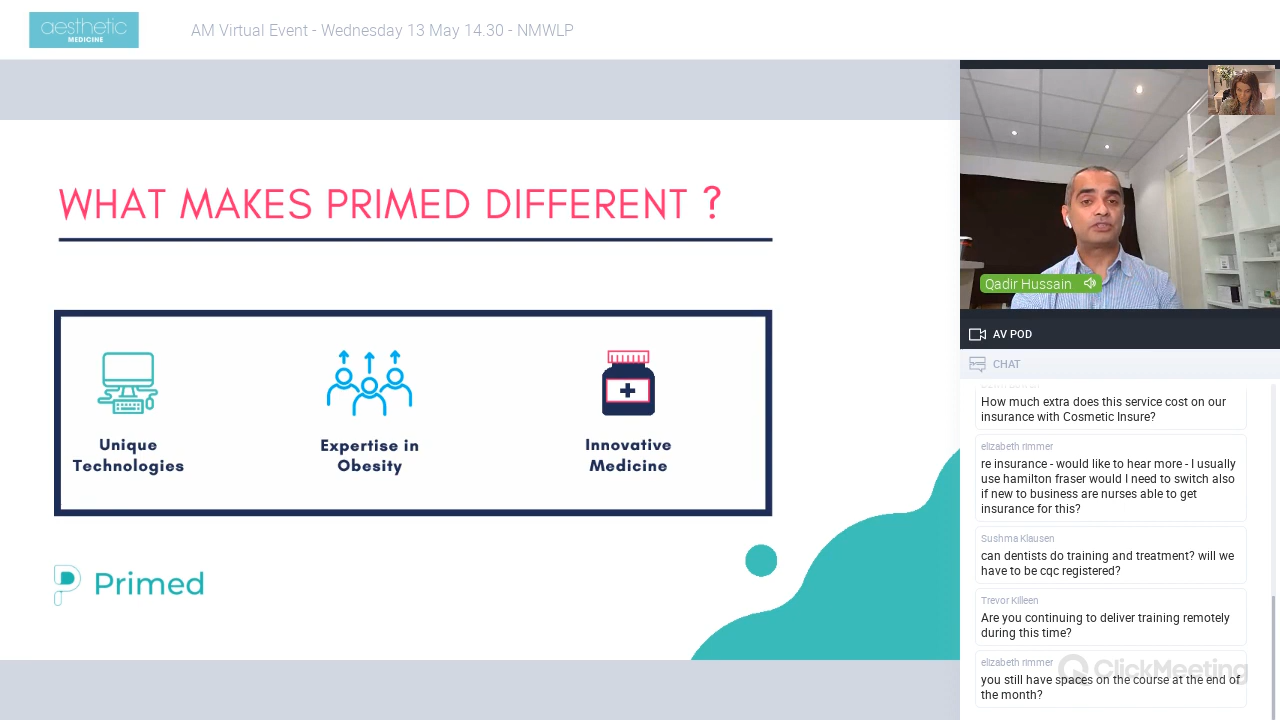 aesthetic
MEDICINE
AM Virtual Event - Wednesday 13 May 14.30 - NMWLP
WHAT MAKES PRIMED DIFFERENT ?
Unique
Technologies
Expertise in
Obesity
Innovative
Medicine
Primed
Qadir Hussain
AV POD
CHAT
How much extra does this service cost on our
insurance with Cosmetic Insure?
elizabeth rimmer
re insurance - would like to hear more - I usually
use hamilton fraser would I need to switch also
if new to business are nurses able to get
insurance for this?
Sushma Klausen
can dentists do training and treatment? will we
have to be cqc registered?
Trevor Killeen
Are you continuing to deliver training remotely
during this time?
elizabeth rimmer
ClickMeeting
you still have spaces on the course at the end of
the month?